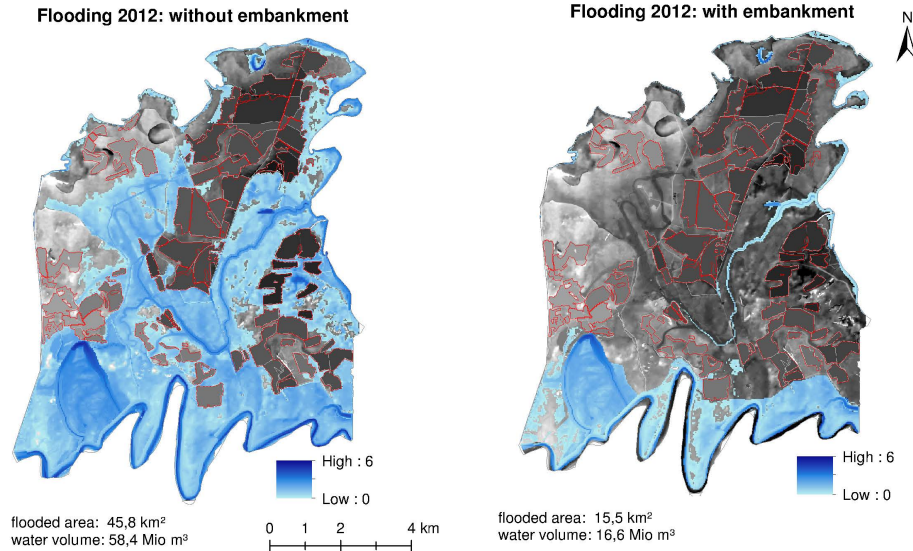 Flooding 2012: without embankment
High : 6
Low : 0
flooded area: 45,8 km²
water volume: 58,4 Mio m³
0 1 2 4 km
Flooding 2012: with embankment
N
High : 6
Low : 0
flooded area: 15,5 km²
water volume: 16,6 Mio m³